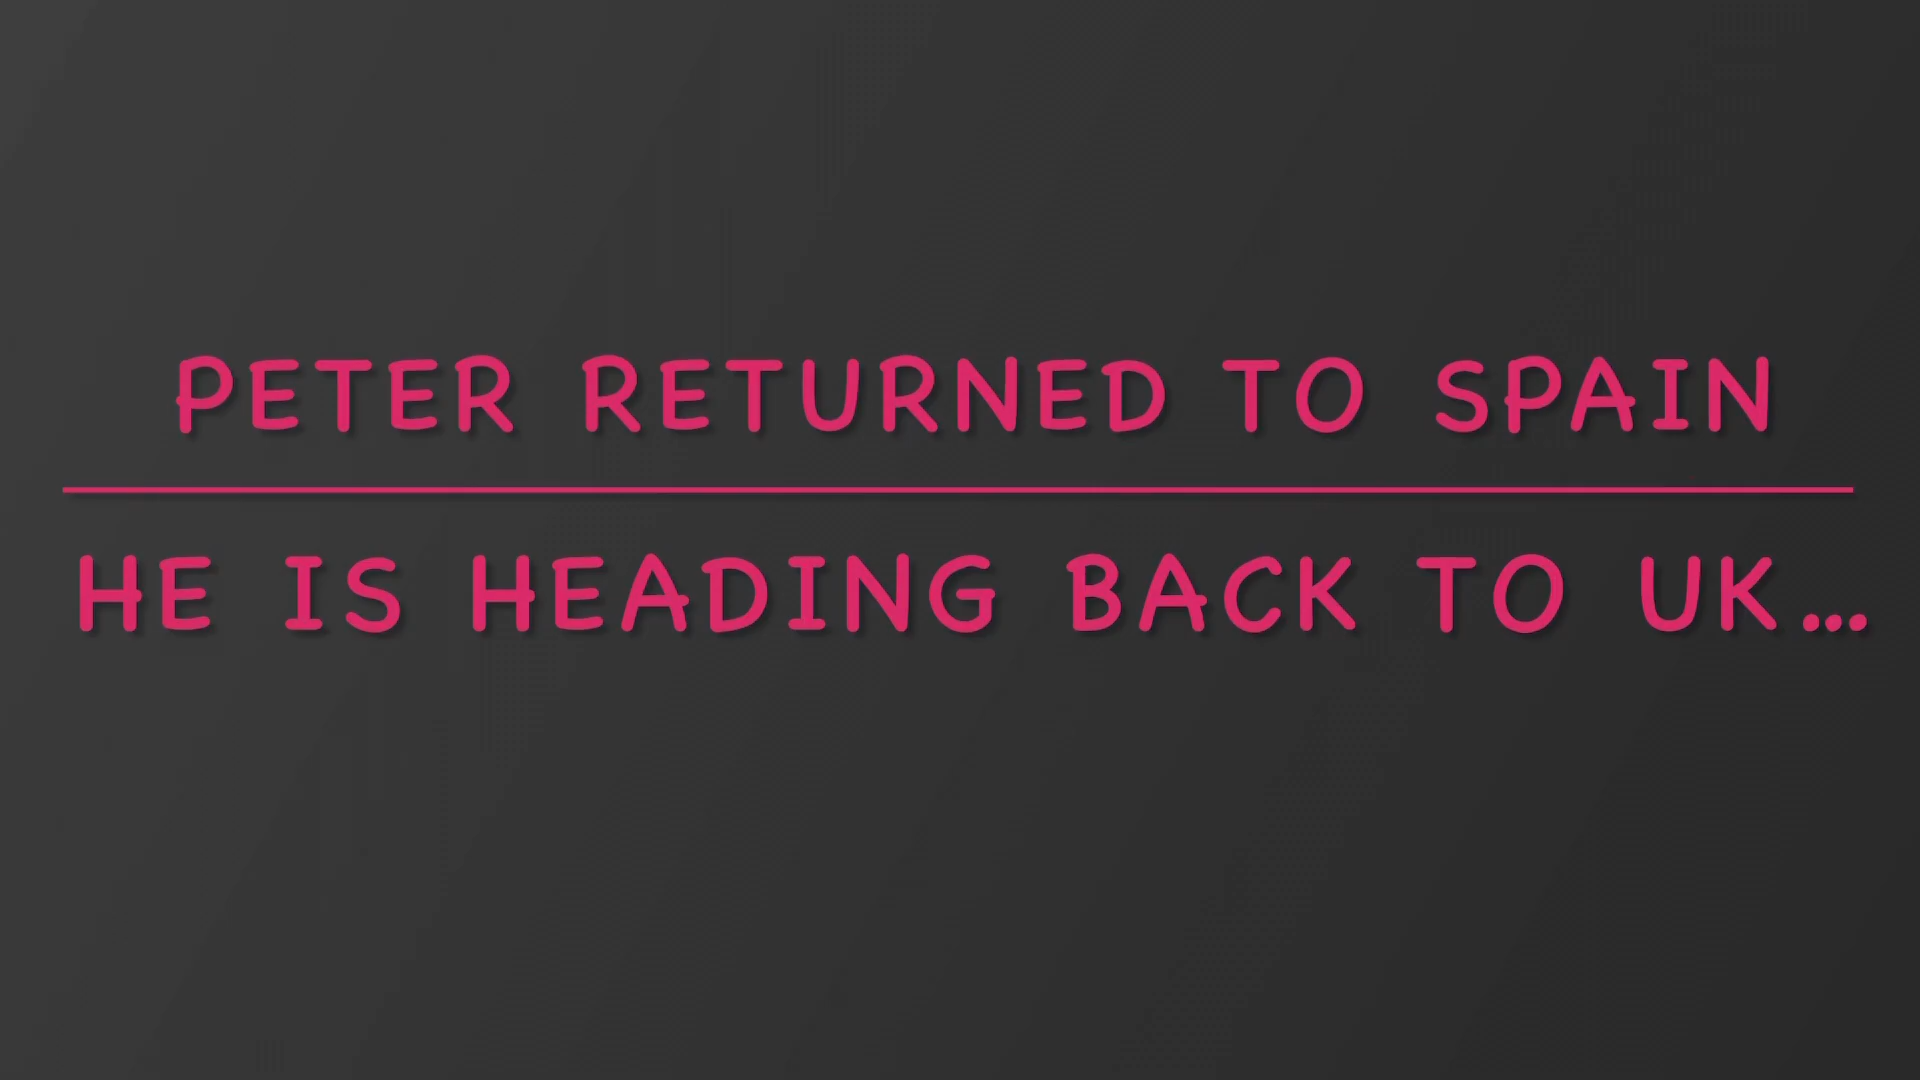 PETER RETURNED TO SPAIN
HE IS HEADING BACK TO UK...